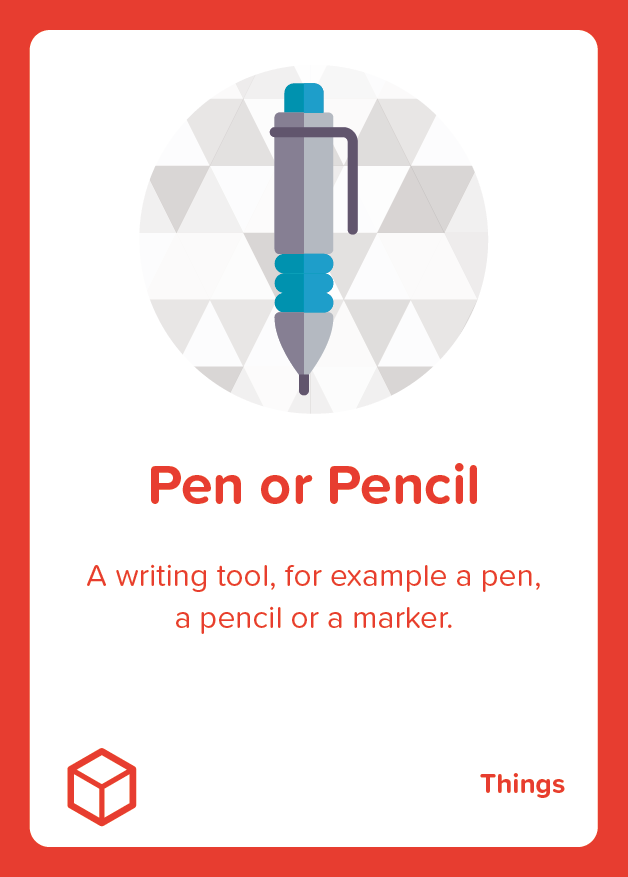 Pen or Pencil
A writing tool, for example a pen,
a pencil or a marker.
Things